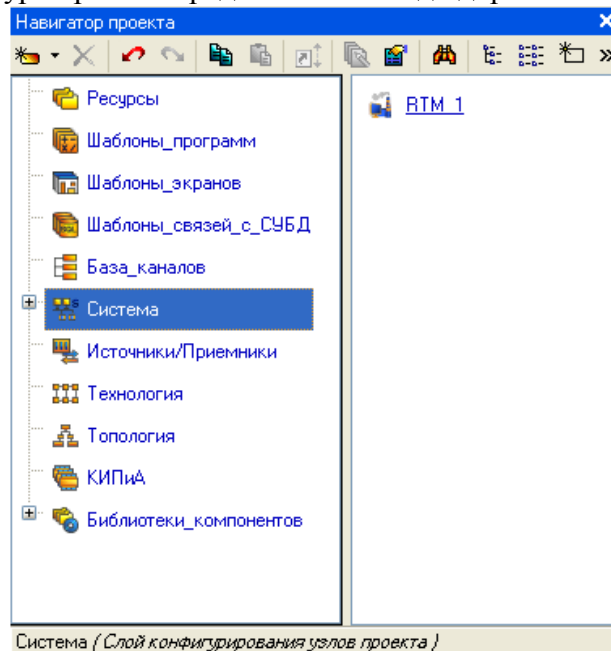 Навигатор проекта
Ресурсы
RTM_1
Шаблоны_программ
Шаблоны_экранов
Шаблоны_связей_с_СУБД
База_каналов
Система
Источники/Приемники
Технология
Топология
КИПиА
Библиотеки_компонентов
Система ( Слой конфигурирования узлов проекта )